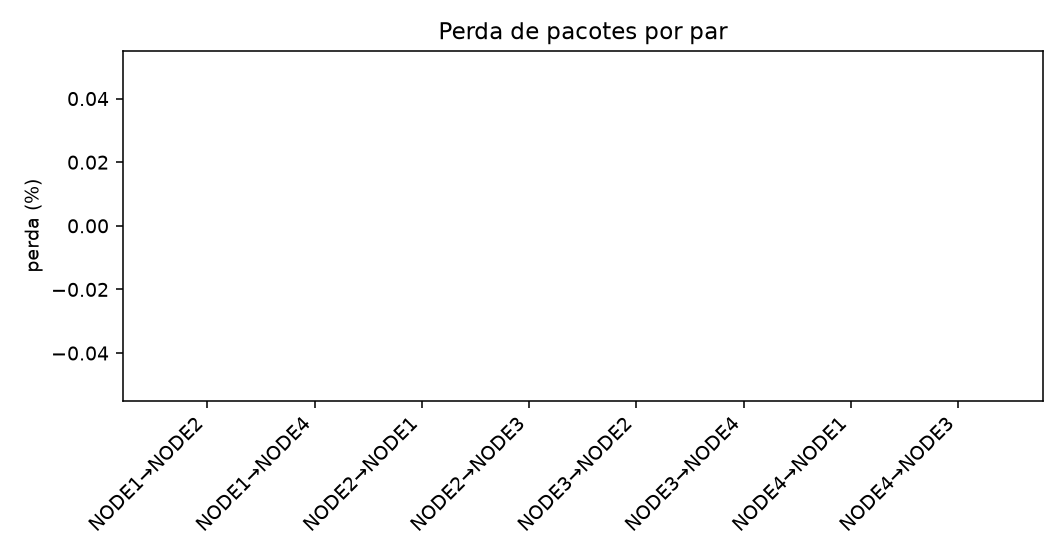 Perda de pacotes por par
perda (%)
0.04
0.02
0.00
−0.02
−0.04
NODE1→NODE2
NODE1→NODE4
NODE2→NODE1
NODE2→NODE3
NODE3→NODE2
NODE3→NODE4
NODE4→NODE1
NODE4→NODE3